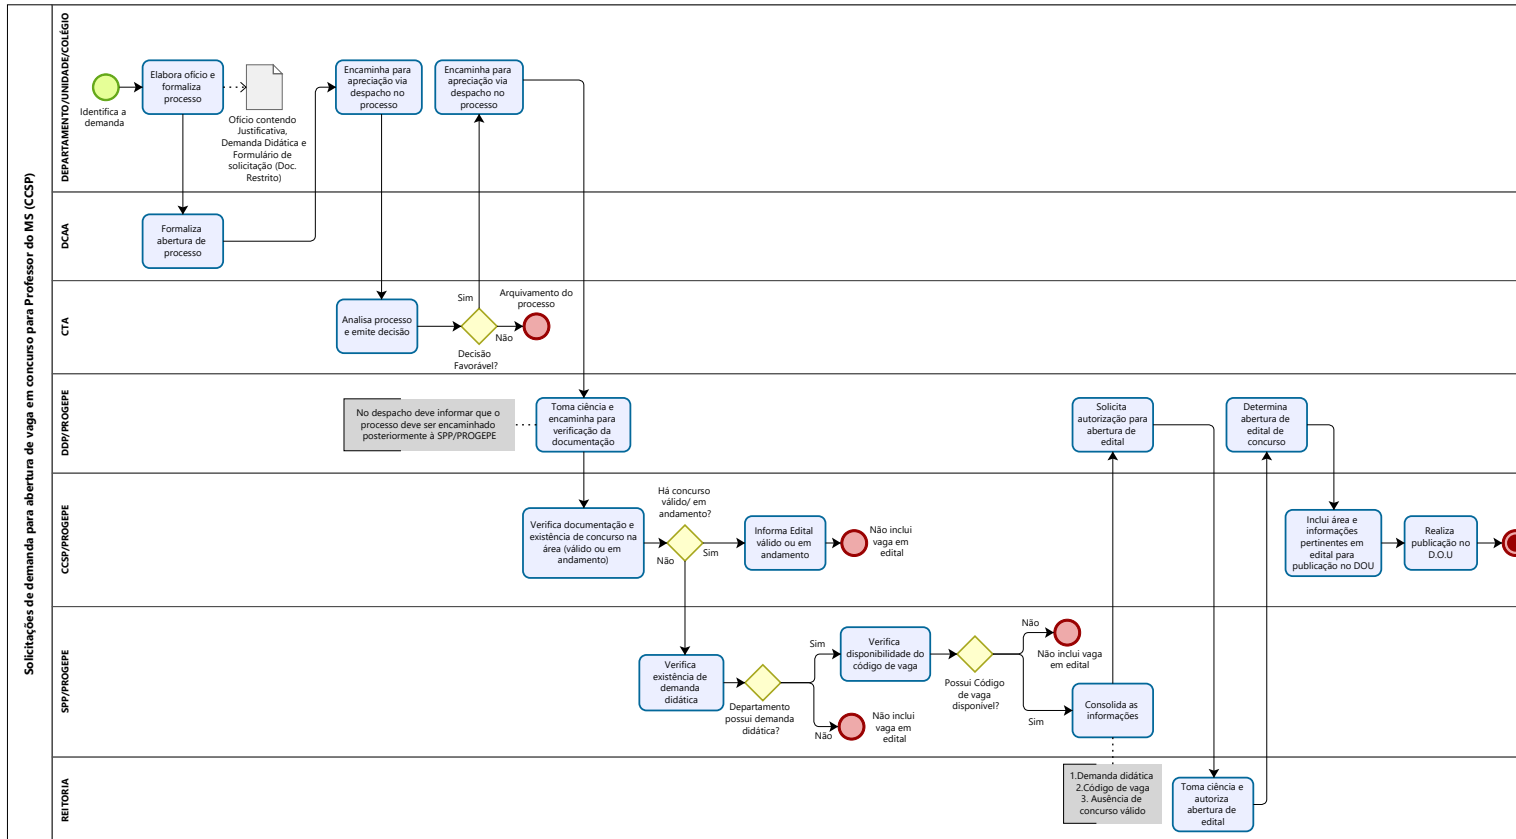 Solicitações de demanda para abertura de vaga em concurso para Professor do MS (CCSP)
DEPARTAMENTO/UNIDADE/COLÉGIO
Identifica a
demanda
Elabora ofício e
formaliza
processo
Ofício contendo
Justificativa,
Demanda Didática e
Formulário de
solicitação (Doc.
Restrito)
Encaminha para
apreciação via
despacho no
processo
Encaminha para
apreciação via
despacho no
processo
DCAA
Formaliza
abertura de
processo
CTA
Analisa processo
e emite decisão
Sim
Decisão
Favorável?
Não
Arquivamento do
processo
DDP/PROGEPE
No despacho deve informar que o
processo deve ser encaminhado
posteriormente à SPP/PROGEPE
Toma ciência e
encaminha para
verificação da
documentação
Solicita
autorização para
abertura de
edital
Determina
abertura de
edital de
concurso
CCSP/PROGEPE
Verifica documentação e
existência de concurso na
área (válido ou em
andamento)
Há concurso
válido/ em
andamento?
Sim
Não
Informa Edital
válido ou em
andamento
Não inclui
vaga em
edital
Inclui área e
informações
pertinentes em
edital para
publicação no DOU
Realiza
publicação no
D.O.U
SPP/PROGEPE
Verifica
existência de
demanda
didática
Departamento
possui demanda
didática?
Sim
Não
Não inclui
vaga em
edital
Verifica
disponibilidade do
código de vaga
Possui Código
de vaga
disponível?
Não
Não inclui vaga
em edital
Sim
Consolida as
informações
REITORIA
1.Demanda didática
2.Código de vaga
3. Ausência de
concurso válido
Toma ciência e
autoriza
abertura de
edital